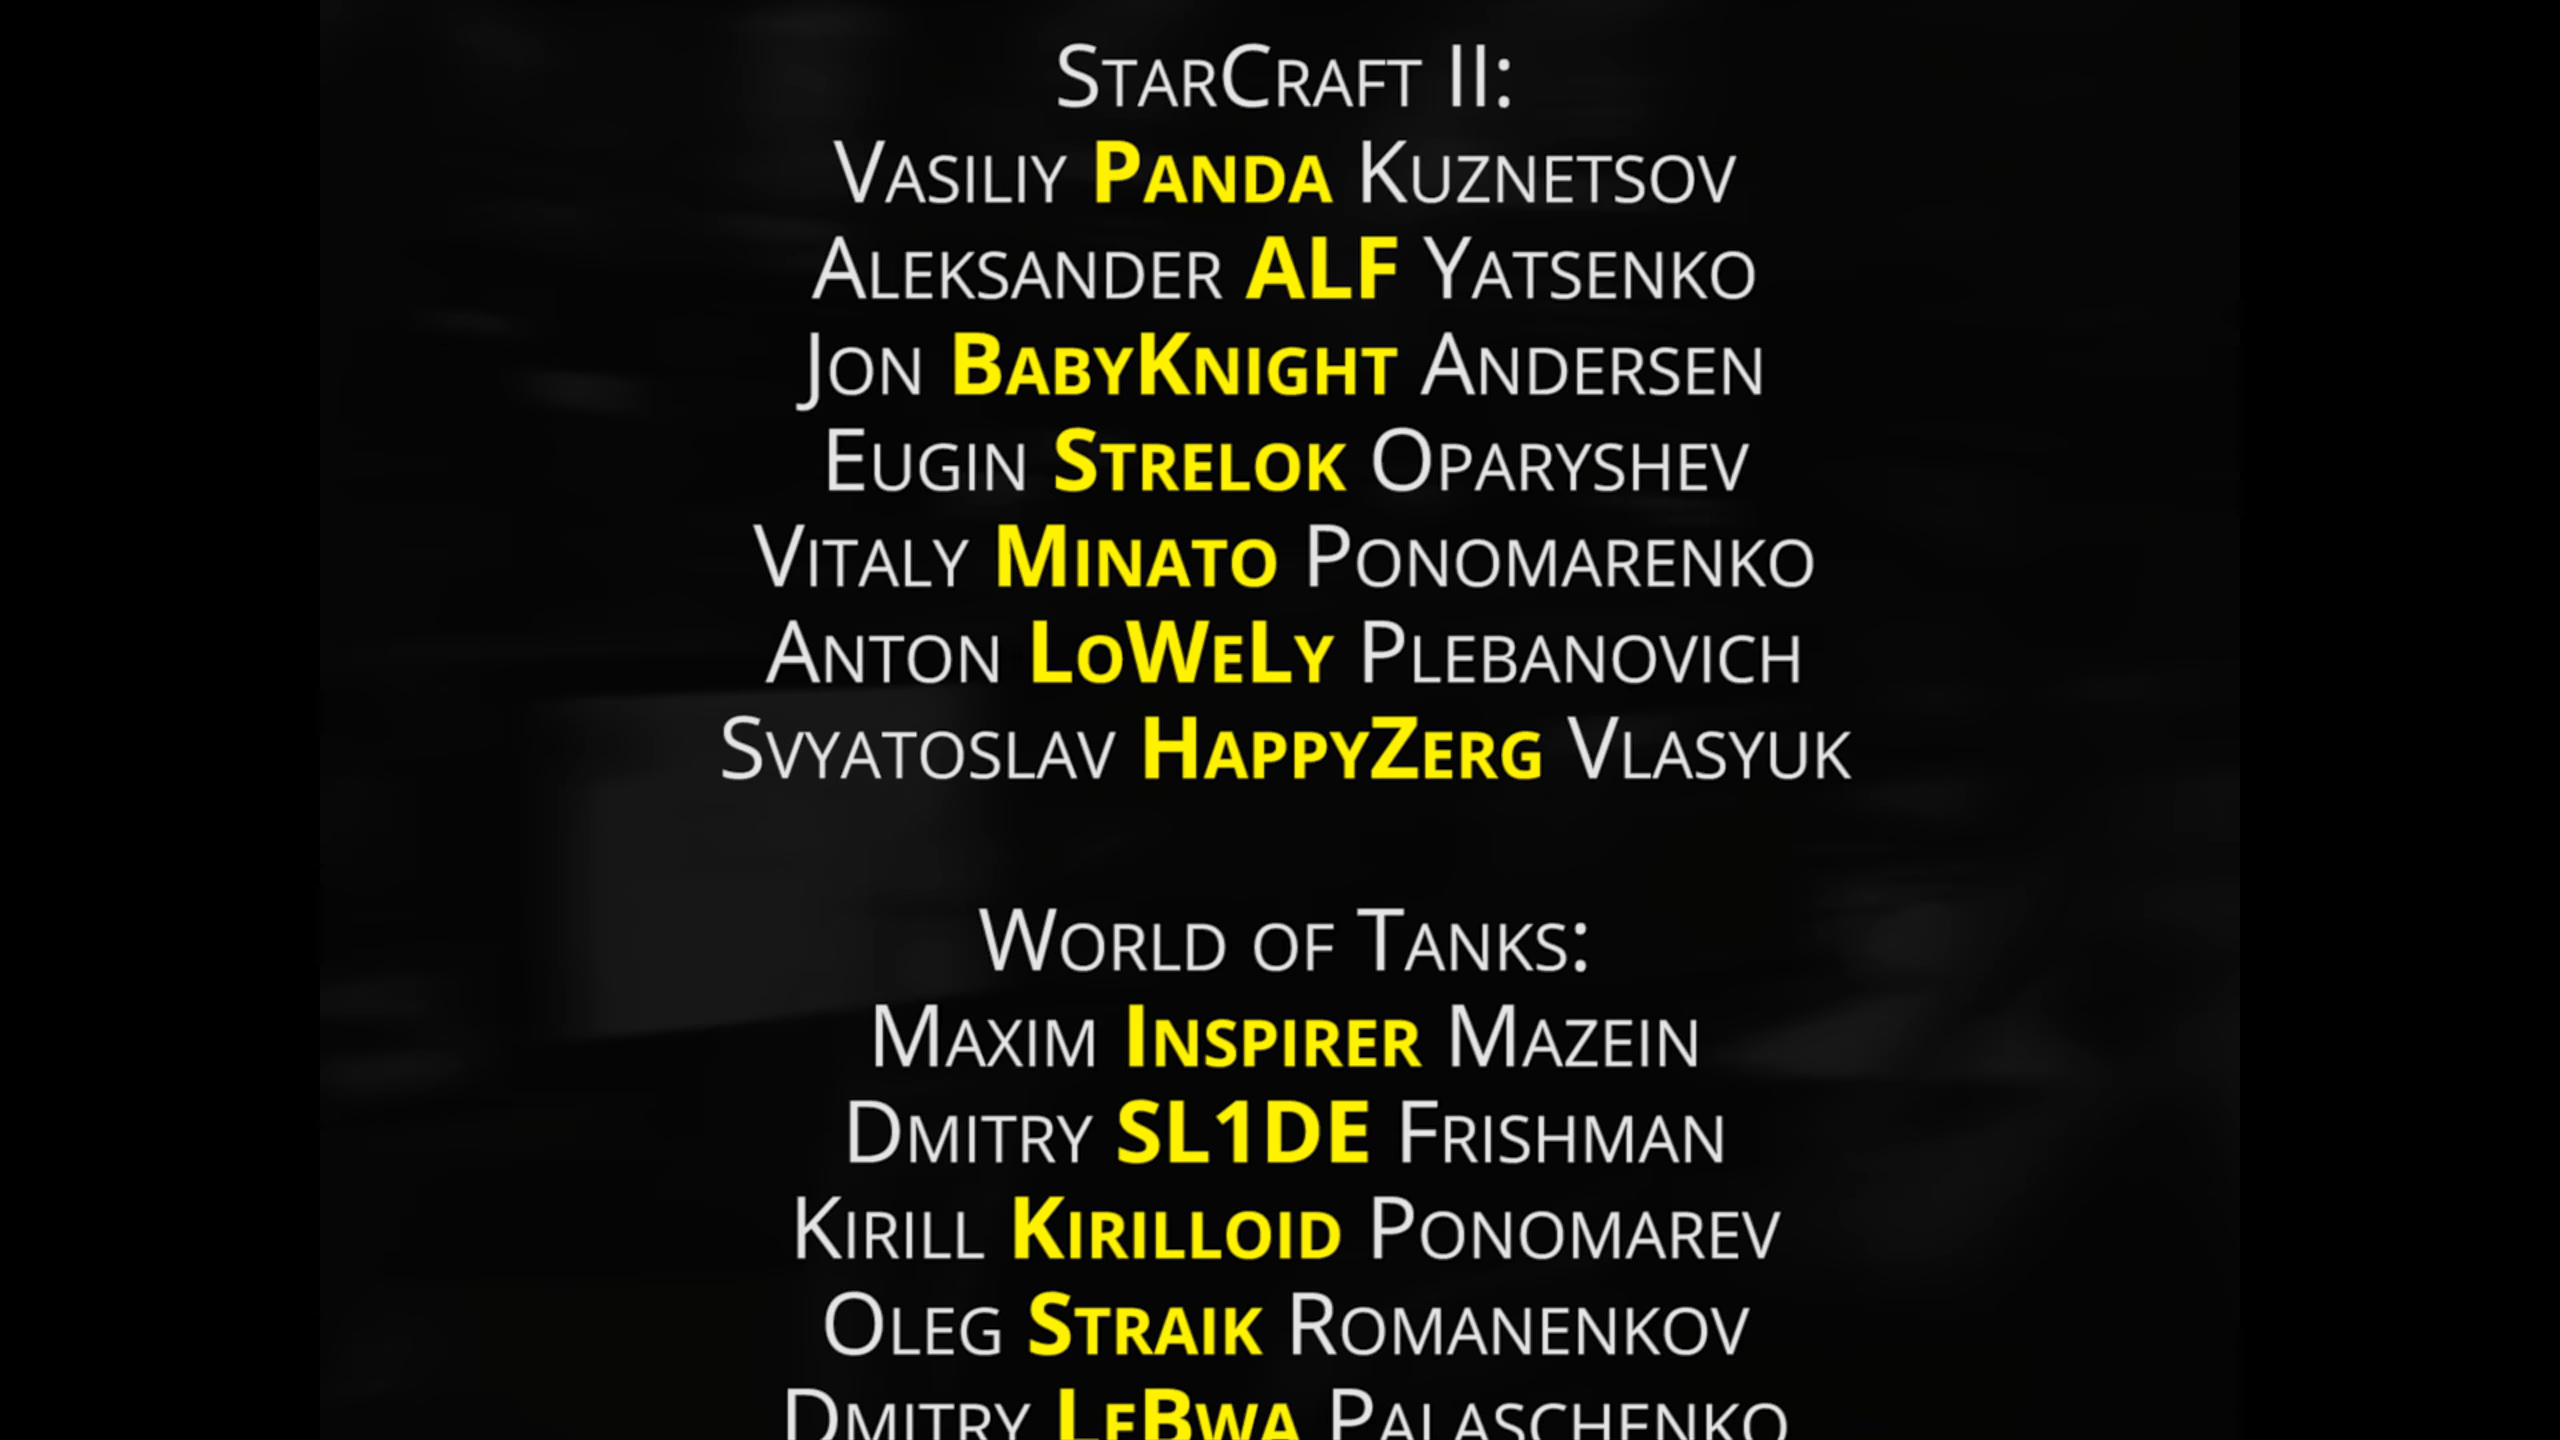 StarCraft II:
Vasiliy Panda Kuznetsov
Aleksander ALF Yatsenko
Jon BabyKnight Andersen
Eugin Strelok Oparyshev
Vitaly Minato Ponomarenko
Anton LoWeLy Plebanovich
Svyatoslav HappyZerg Vlasyuk
World of Tanks:
Maxim Inspirer Mazein
Dmitry SL1DE Frishman
Kirill Kirilloid Ponomarev
Oleg Straik Romanenkov
Dmitry LeBwa Palaschenko